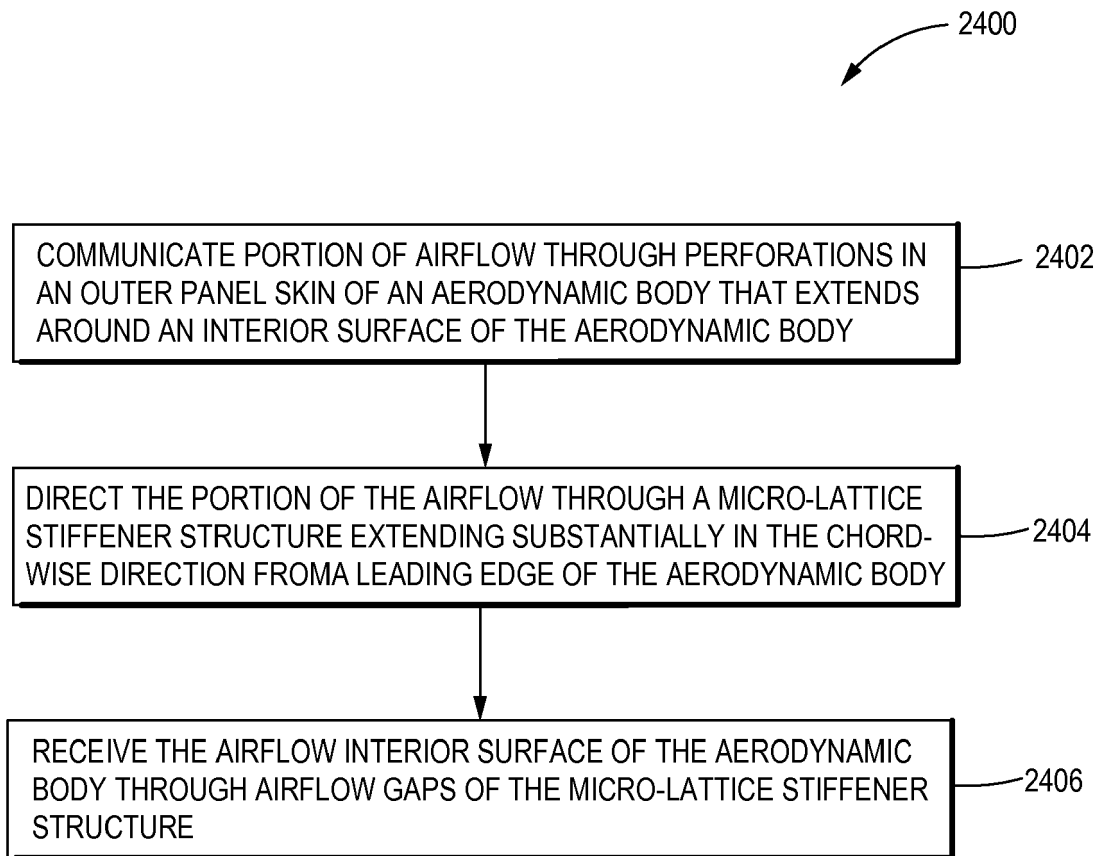 2400
COMMUNICATE PORTION OF AIRFLOW THROUGH PERFORATIONS IN
AN OUTER PANEL SKIN OF AN AERODYNAMIC BODY THAT EXTENDS
AROUND AN INTERIOR SURFACE OF THE AERODYNAMIC BODY
2402
DIRECT THE PORTION OF THE AIRFLOW THROUGH A MICRO-LATTICE
STIFFENER STRUCTURE EXTENDING SUBSTANTIALLY IN THE CHORD-
WISE DIRECTION FROMA LEADING EDGE OF THE AERODYNAMIC BODY
2404
RECEIVE THE AIRFLOW INTERIOR SURFACE OF THE AERODYNAMIC
BODY THROUGH AIRFLOW GAPS OF THE MICRO-LATTICE STIFFENER
STRUCTURE
2406